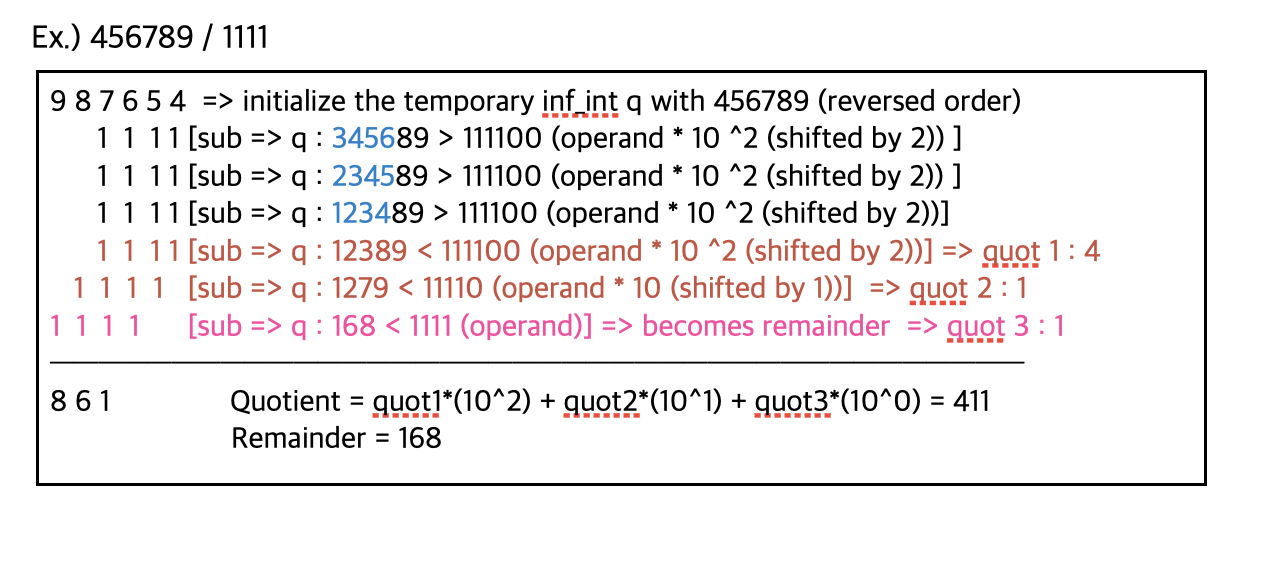 Ex.) 456789 / 1111
9 8 7 6 5 4 => initialize the temporary inf_int q with 456789 (reversed order)
1 1 1 1 [sub => q : 345689 > 111100 (operand * 10 ^2 (shifted by 2)) ]
1 1 1 1 [sub => q : 234589 > 111100 (operand * 10 ^2 (shifted by 2)) ]
1 1 1 1 [sub => q : 123489 > 111100 (operand * 10 ^2 (shifted by 2))]
1 1 1 1 [sub => q : 12389 < 111100 (operand * 10 ^2 (shifted by 2))] => quot 1 : 4
1 1 1 1 [sub => q : 1279 < 11110 (operand * 10 (shifted by 1))] => quot 2 : 1
1 1 1 1 [sub => q : 168 < 1111 (operand)] => becomes remainder => quot 3 : 1
8 6 1 Quotient = quot1*(10^2) + quot2*(10^1) + quot3*(10^0) = 411
Remainder = 168